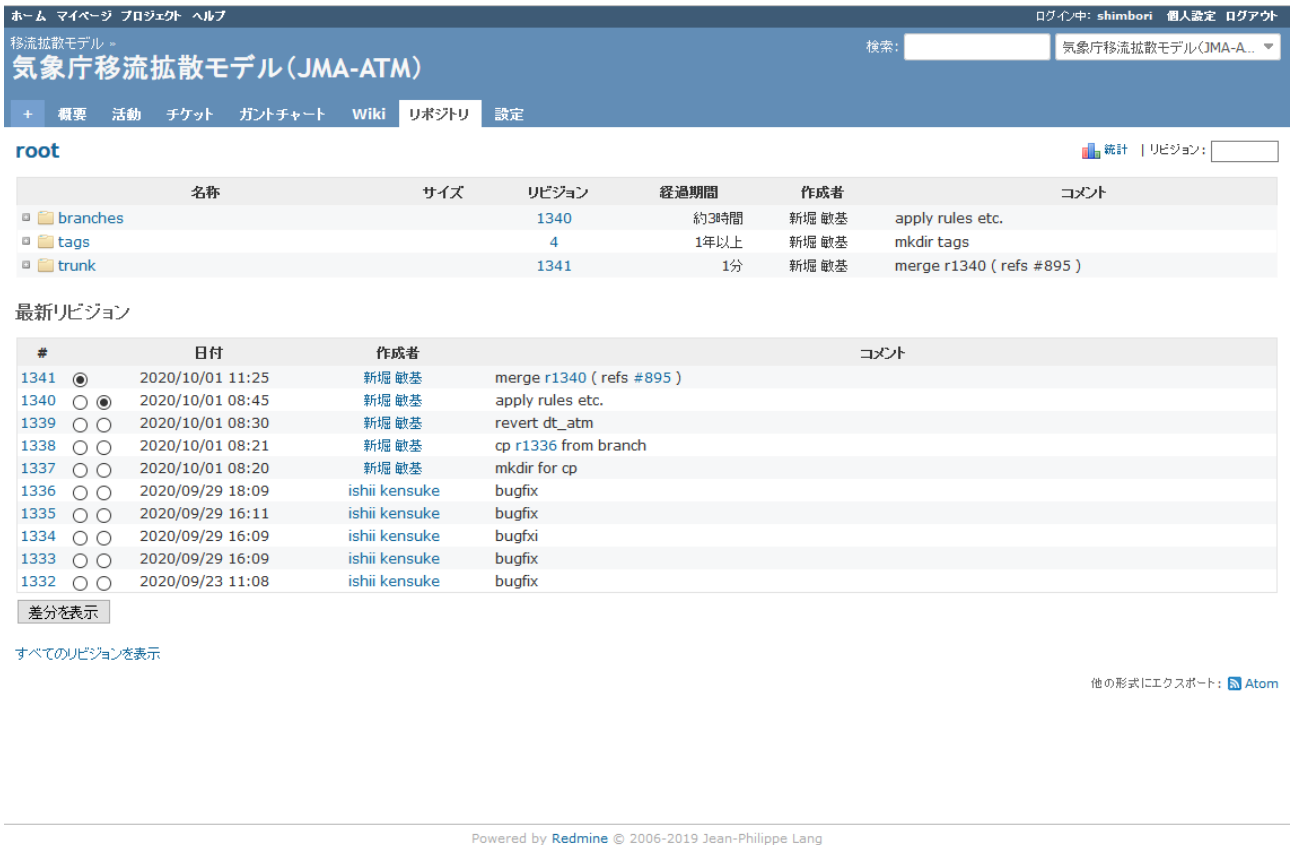 ホーム マイページ プロジェクト ヘルプ ログイン中: shimbori 個人設定 ログアウト
移流拡散モデル »
気象庁移流拡散モデル(JMA-ATM) 検索: 気象庁移流拡散モデル(JMA-A...
+ 概要 活動 チケット ガントチャート Wiki リポジトリ 設定
root 統計 | リビジョン:
名称 サイズ リビジョン 経過期間 作成者 コメント
branches 1340 約3時間 新堀 敏基 apply rules etc.
tags 4 1年以上 新堀 敏基 mkdir tags
trunk 1341 1分 新堀 敏基 merge r1340 ( refs #895 )
最新リビジョン
# 日付 作成者 コメント
1341 2020/10/01 11:25 新堀 敏基 merge r1340 ( refs #895 )
1340 2020/10/01 08:45 新堀 敏基 apply rules etc.
1339 2020/10/01 08:30 新堀 敏基 revert dt_atm
1338 2020/10/01 08:21 新堀 敏基 cp r1336 from branch
1337 2020/10/01 08:20 新堀 敏基 mkdir for cp
1336 2020/09/29 18:09 ishii kensuke bugfix
1335 2020/09/29 16:11 ishii kensuke bugfix
1334 2020/09/29 16:09 ishii kensuke bugfxi
1333 2020/09/29 16:09 ishii kensuke bugfix
1332 2020/09/23 11:08 ishii kensuke bugfix
差分を表示
すべてのリビジョンを表示
他の形式にエクスポート: Atom
Powered by Redmine © 2006-2019 Jean-Philippe Lang